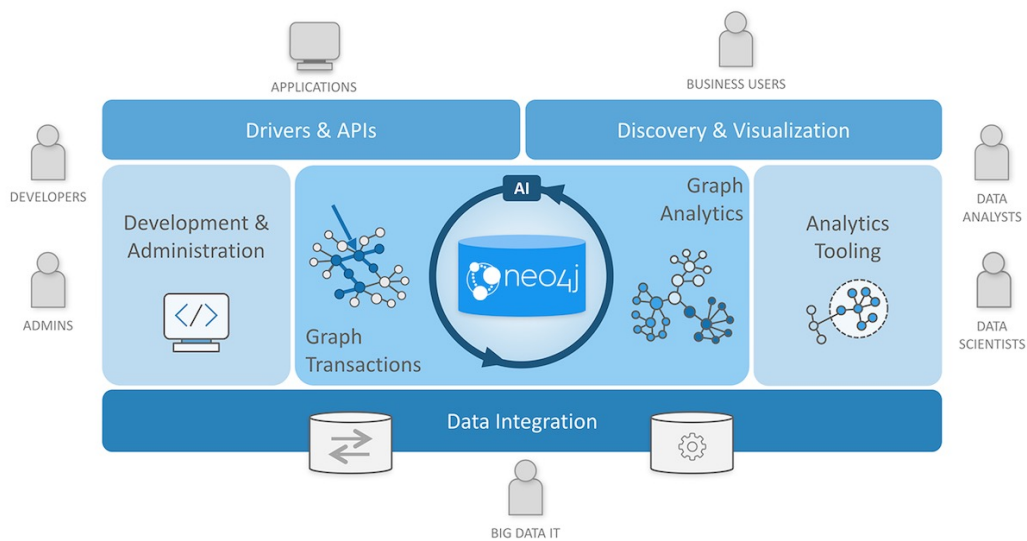 APPLICATIONS
BUSINESS USERS
Drivers & APIs
Discovery & Visualization
DEVELOPERS
ADMINS
Development &
Administration
</>
Graph
Transactions
AI
neo4j
Graph
Analytics
Analytics
Tooling
DATA
ANALYSTS
DATA
SCIENTISTS
Data Integration
BIG DATA IT